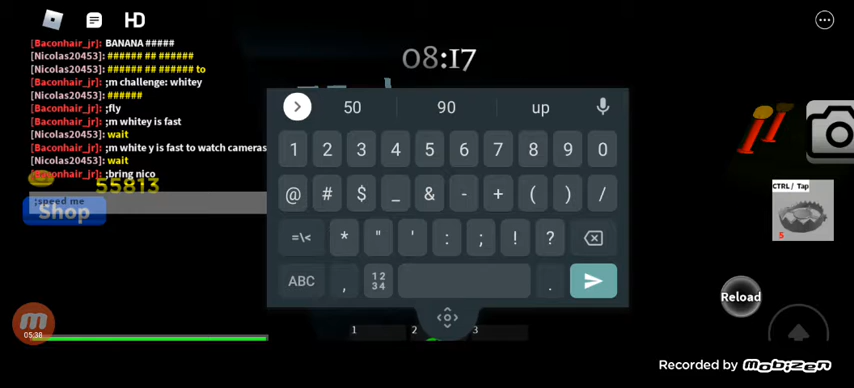 HD
08:17
[Baconhair_jr]: BANANA #####
[Nicolas20453]: ###### ## ######
[Nicolas20453]: ###### ## ###### to
[Baconhair_jr]: ;m challenge: whitey
[Nicolas20453]: ######
[Baconhair_jr]: ;fly
[Baconhair_jr]: ;m whitey is fast
[Nicolas20453]: wait
[Baconhair_jr]: ;m white y is fast to watch cameras
[Nicolas20453]: wait
[Baconhair_jr]: ;bring nico
55813
;speed me
Shop
50 90 up
1 2 3 4 5 6 7 8 9 0
@ # $ _ & - + ( ) /
=\< * " ' : ; ! ?
ABC , 12 34 .
CTRL / Tap
5
Reload
1 2 3
05:38
Recorded by mobizen